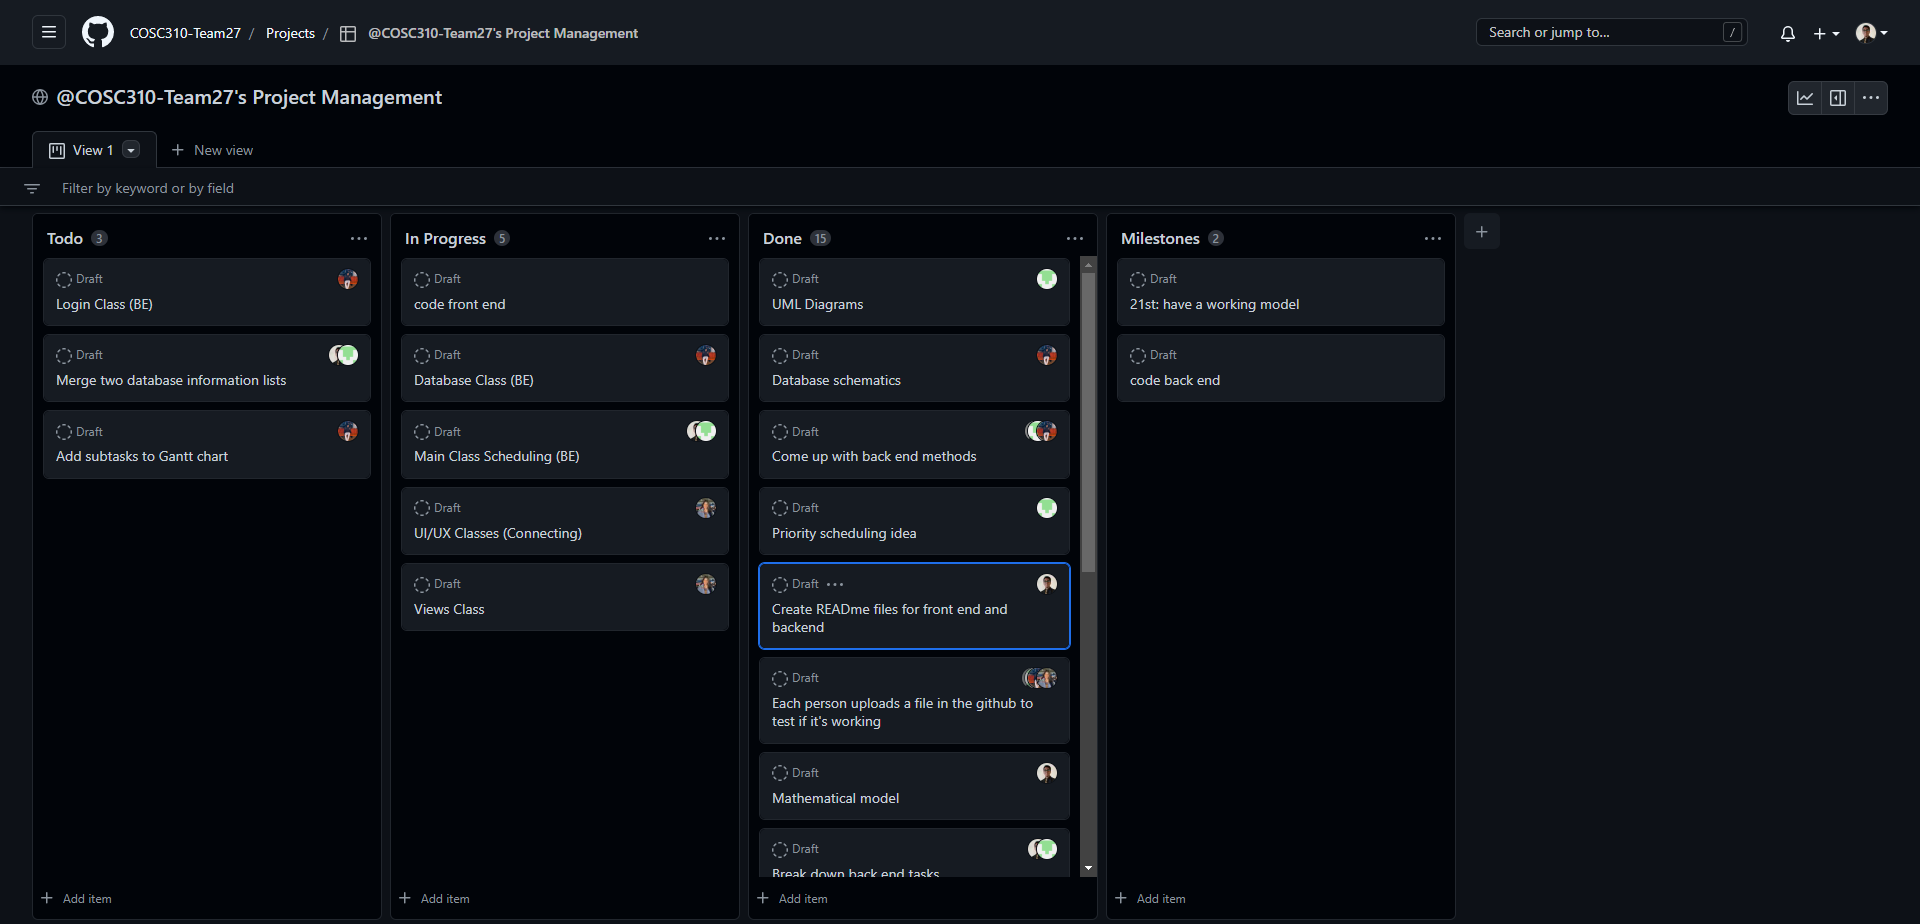 COSC310-Team27 / Projects / @COSC310-Team27's Project Management
Search or jump to... /
@COSC310-Team27's Project Management
View 1
New view
Filter by keyword or by field
Todo 3
Draft
Login Class (BE)
Draft
Merge two database information lists
Draft
Add subtasks to Gantt chart
Add item
In Progress 5
Draft
code front end
Draft
Database Class (BE)
Draft
Main Class Scheduling (BE)
Draft
UI/UX Classes (Connecting)
Draft
Views Class
Add item
Done 15
Draft
UML Diagrams
Draft
Database schematics
Draft
Come up with back end methods
Draft
Priority scheduling idea
Draft
Create READme files for front end and
backend
Draft
Each person uploads a file in the github to
test if it's working
Draft
Mathematical model
Draft
Break down back end tasks
Add item
Milestones 2
Draft
21st: have a working model
Draft
code back end
Add item